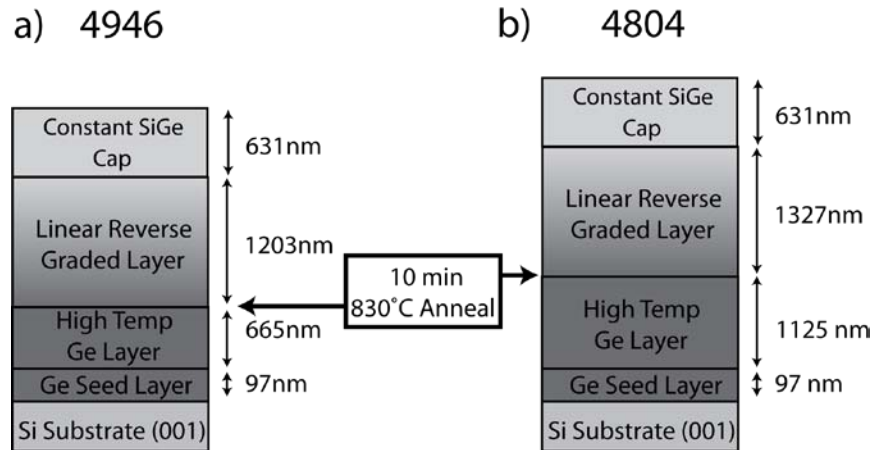 a) 4946
Constant SiGe
Cap
631nm
Linear Reverse
Graded Layer
1203nm
High Temp
Ge Layer
665nm
Ge Seed Layer
97nm
Si Substrate (001)
10 min
830˚C Anneal
b) 4804
Constant SiGe
Cap
631nm
Linear Reverse
Graded Layer
1327nm
High Temp
Ge Layer
1125 nm
Ge Seed Layer
97 nm
Si Substrate (001)